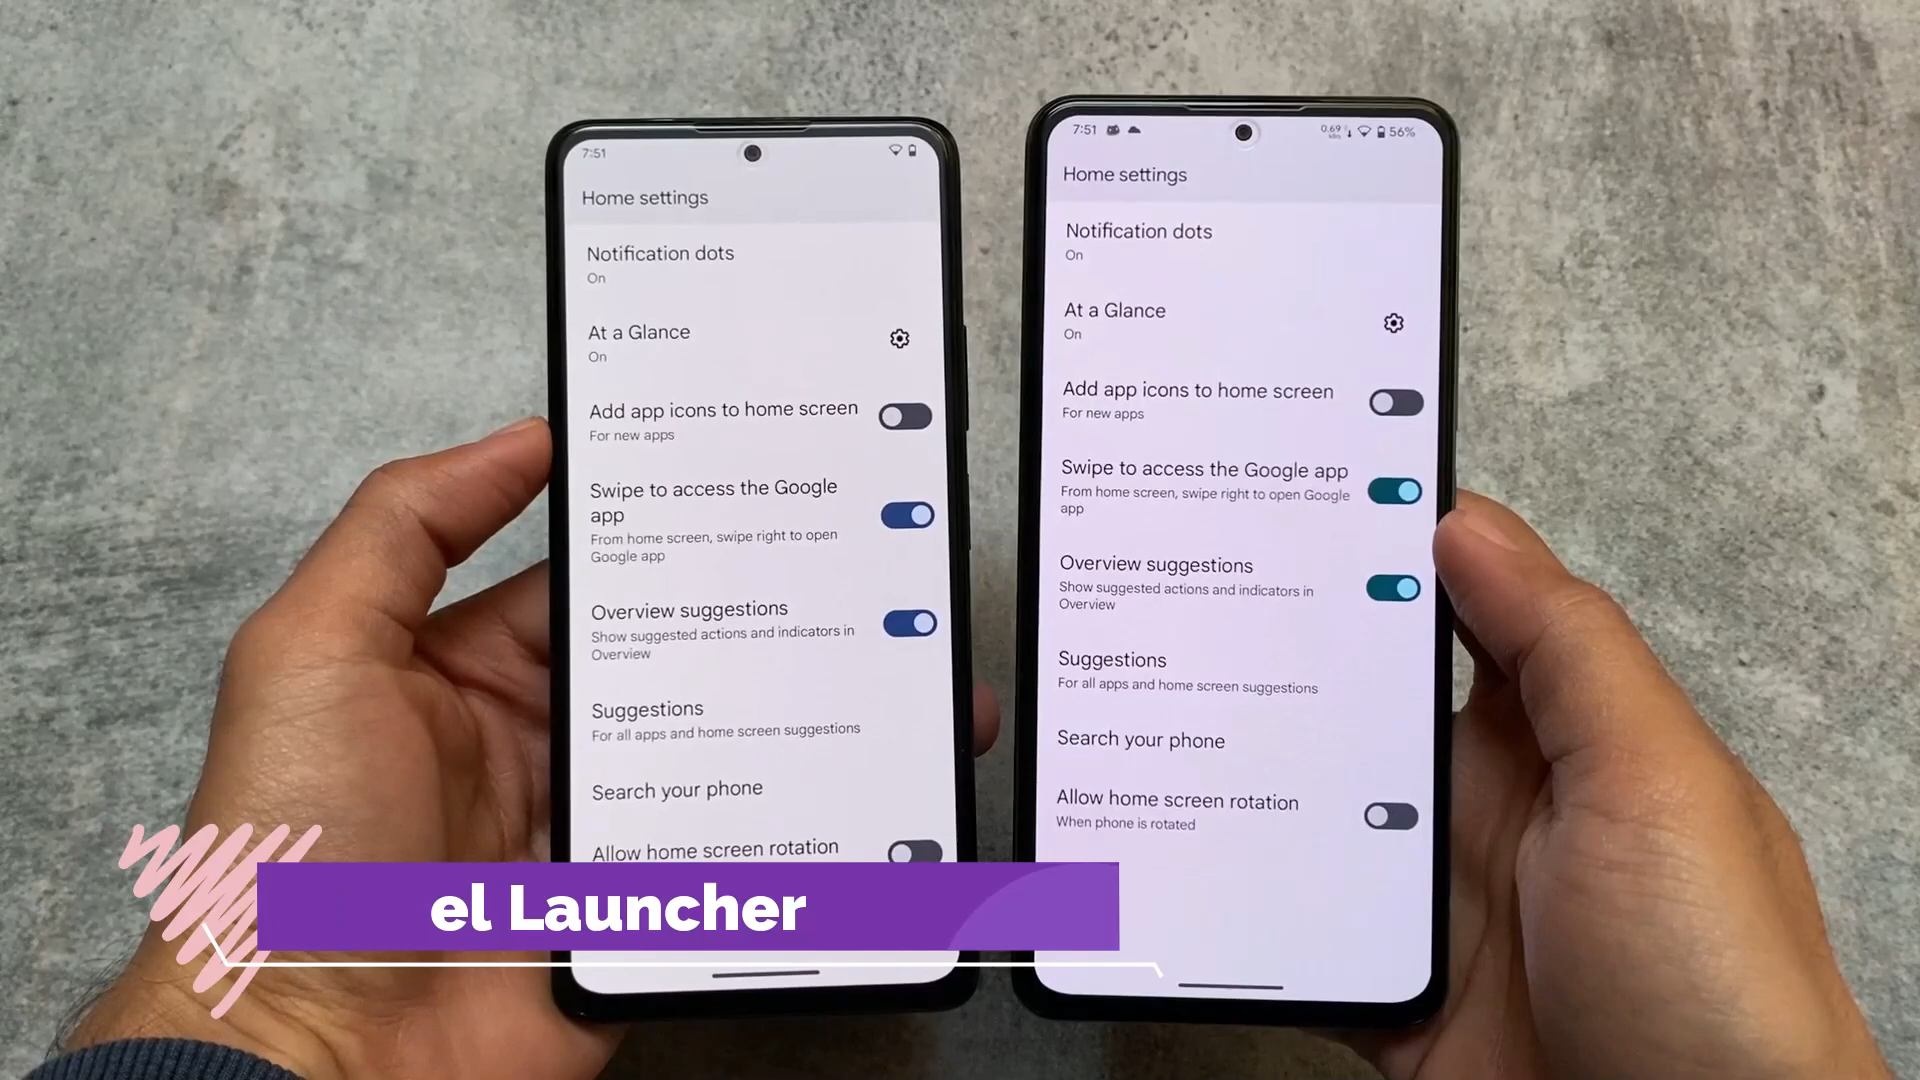 7:51
Home settings
Notification dots
On
At a Glance
On
Add app icons to home screen
For new apps
Swipe to access the Google
app
From home screen, swipe right to open
Google app
Overview suggestions
Show suggested actions and indicators in
Overview
Suggestions
For all apps and home screen suggestions
Search your phone
Allow home screen rotation
7:51
0.69
56%
Home settings
Notification dots
On
At a Glance
On
Add app icons to home screen
For new apps
Swipe to access the Google app
From home screen, swipe right to open Google
app
Overview suggestions
Show suggested actions and indicators in
Overview
Suggestions
For all apps and home screen suggestions
Search your phone
Allow home screen rotation
When phone is rotated
el Launcher